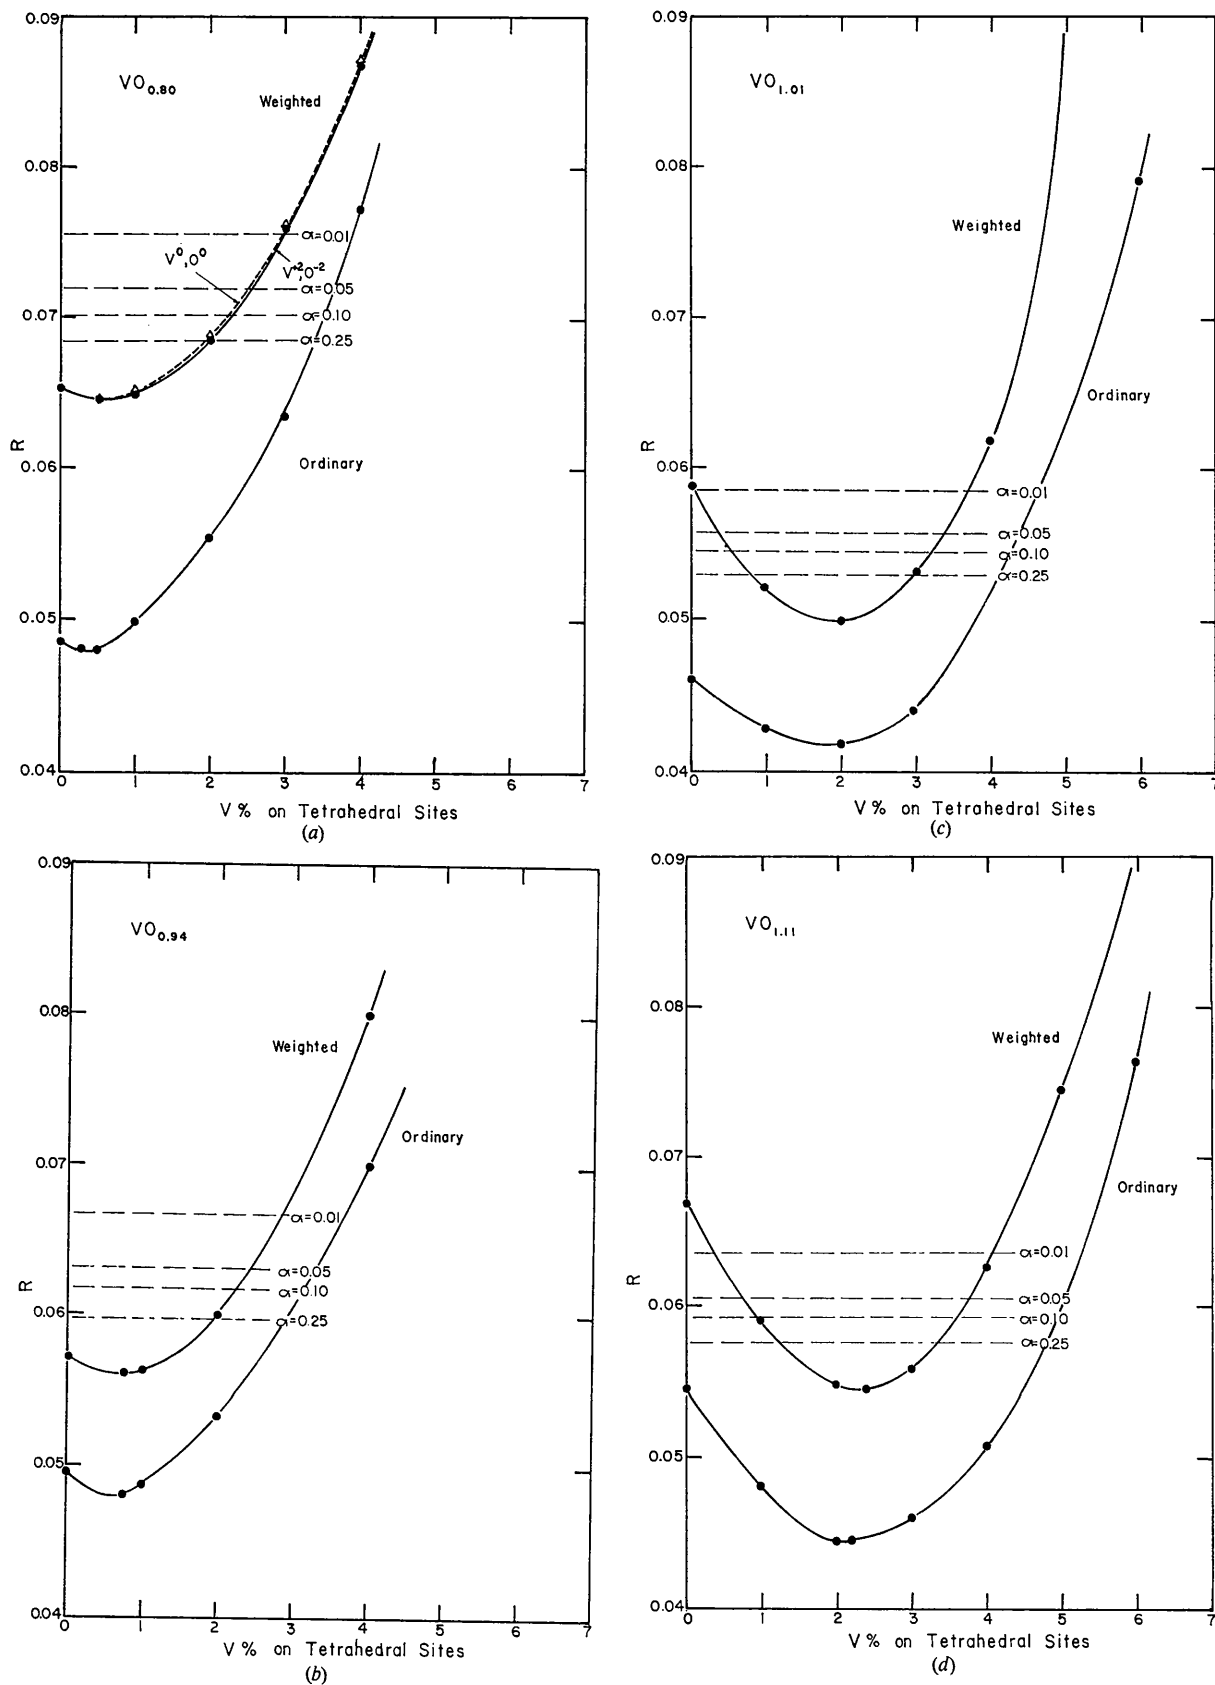 0.09
VO0.80
Weighted
0.08
α=0.01
V0,O0
V+2,O-2
α=0.05
0.07
α=0.10
α=0.25
R
0.06
Ordinary
0.05
0.04
0 1 2 3 4 5 6 7
V % on Tetrahedral Sites
(a)
0.09
VO1.01
0.08
Weighted
0.07
Ordinary
R
0.06
α=0.01
α=0.05
α=0.10
α=0.25
0.05
0.04
0 1 2 3 4 5 6 7
V % on Tetrahedral Sites
(c)
0.09
VO0.94
0.08
Weighted
Ordinary
0.07
α=0.01
α=0.05
R
α=0.10
0.06
α=0.25
0.05
0.04
0 1 2 3 4 5 6 7
V % on Tetrahedral Sites
(b)
0.09
VO1.11
0.08
Weighted
0.07
Ordinary
α=0.01
R
0.06
α=0.05
α=0.10
α=0.25
0.05
0.04
0 1 2 3 4 5 6 7
V % on Tetrahedral Sites
(d)